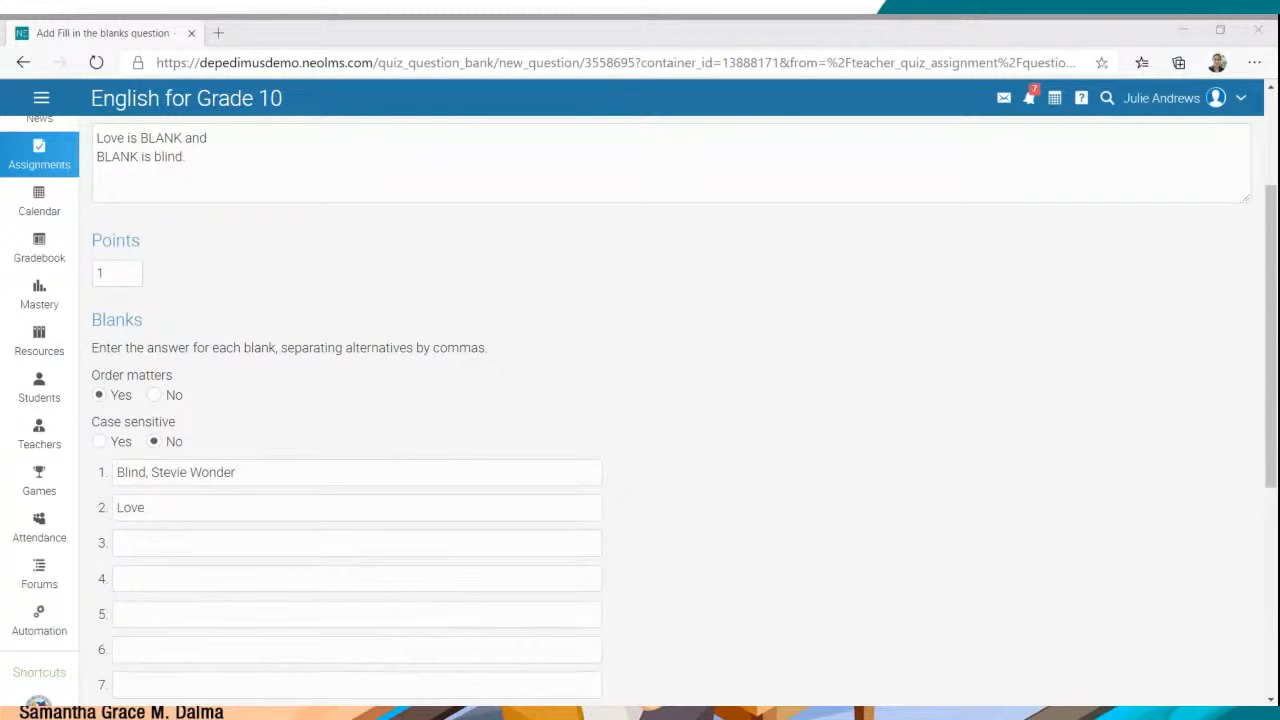 Add Fill in the blanks question -
https://depedimusdemo.neolms.com/quiz_question_bank/new_question/3558695?container_id=13888171&from=%2Fteacher_quiz_assignment%2Fquestio...
English for Grade 10
7
Julie Andrews
News
Assignments
Calendar
Gradebook
Mastery
Resources
Students
Teachers
Games
Attendance
Forums
Automation
Shortcuts
Love is BLANK and
BLANK is blind.
Points
1
Blanks
Enter the answer for each blank, separating alternatives by commas.
Order matters
Yes No
Case sensitive
Yes No
1. Blind, Stevie Wonder
2. Love
3.
4.
5.
6.
7.
Samantha Grace M. Dalma